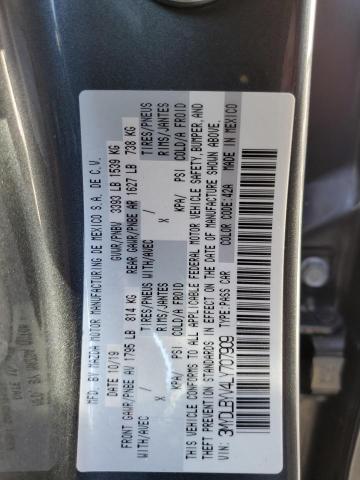 MFD BY MAZDA MOTOR MANUFACTURING DE MEXICO S.A. DE C.V.
DATE: 10/19 GVWR/PNBV 3393 LB 1539 KG
FRONT GAWR/PNBE AV 1795 LB 814 KG REAR GAWR/PNBE AR 1627 LB 738 KG
WITH/AVEC TIRES/PNEUS WITH/AVEC TIRES/PNEUS
/ X RIMS/JANTES / X RIMS/JANTES
KPA/ PSI COLD/A FROID KPA/ PSI COLD/A FROID
THIS VEHICLE CONFORMS TO ALL APPLICABLE FEDERAL MOTOR VEHICLE SAFETY, BUMPER, AND
THEFT PREVENTION STANDARDS IN EFFECT ON THE DATE OF MANUFACTURE SHOWN ABOVE.
TYPE: PASS CAR COLOR CODE: 42A MADE IN MEXICO
VIN: